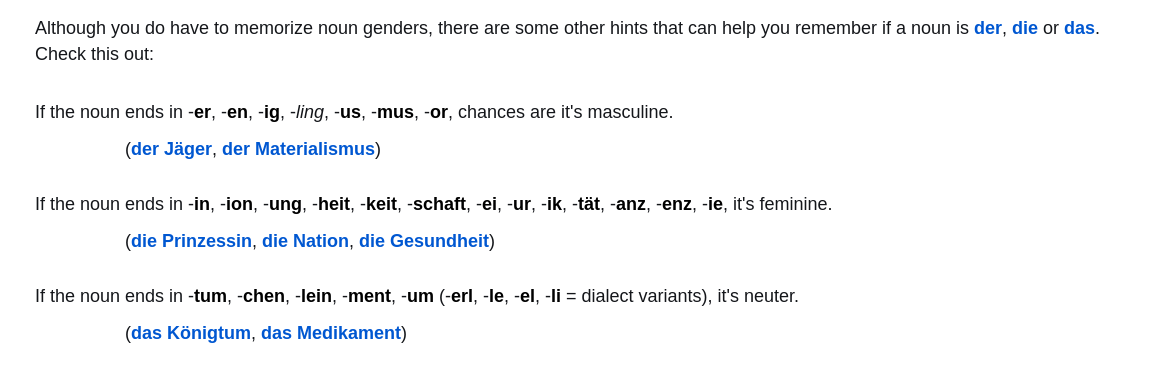 Although you do have to memorize noun genders, there are some other hints that can help you remember if a noun is der, die or das.
Check this out:
If the noun ends in -er, -en, -ig, -ling, -us, -mus, -or, chances are it's masculine.
(der Jäger, der Materialismus)
If the noun ends in -in, -ion, -ung, -heit, -keit, -schaft, -ei, -ur, -ik, -tät, -anz, -enz, -ie, it's feminine.
(die Prinzessin, die Nation, die Gesundheit)
If the noun ends in -tum, -chen, -lein, -ment, -um (-erl, -le, -el, -li = dialect variants), it's neuter.
(das Königtum, das Medikament)